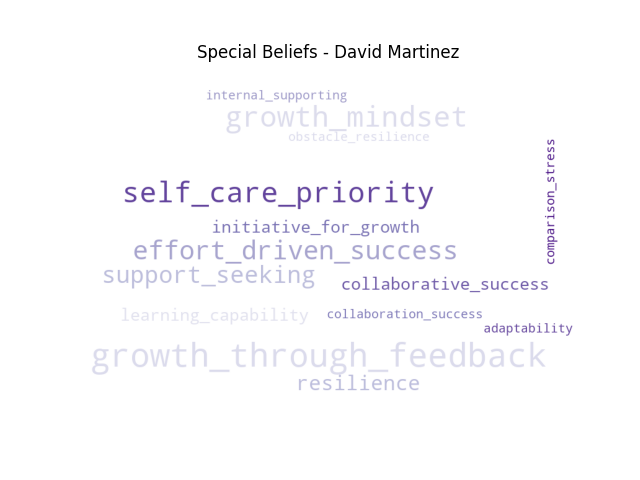 Special Beliefs - David Martinez
internal_supporting
growth_mindset
obstacle_resilience
comparison_stress
self_care_priority
initiative_for_growth
effort_driven_success
support_seeking
collaborative_success
learning_capability
collaboration_success
adaptability
growth_through_feedback
resilience